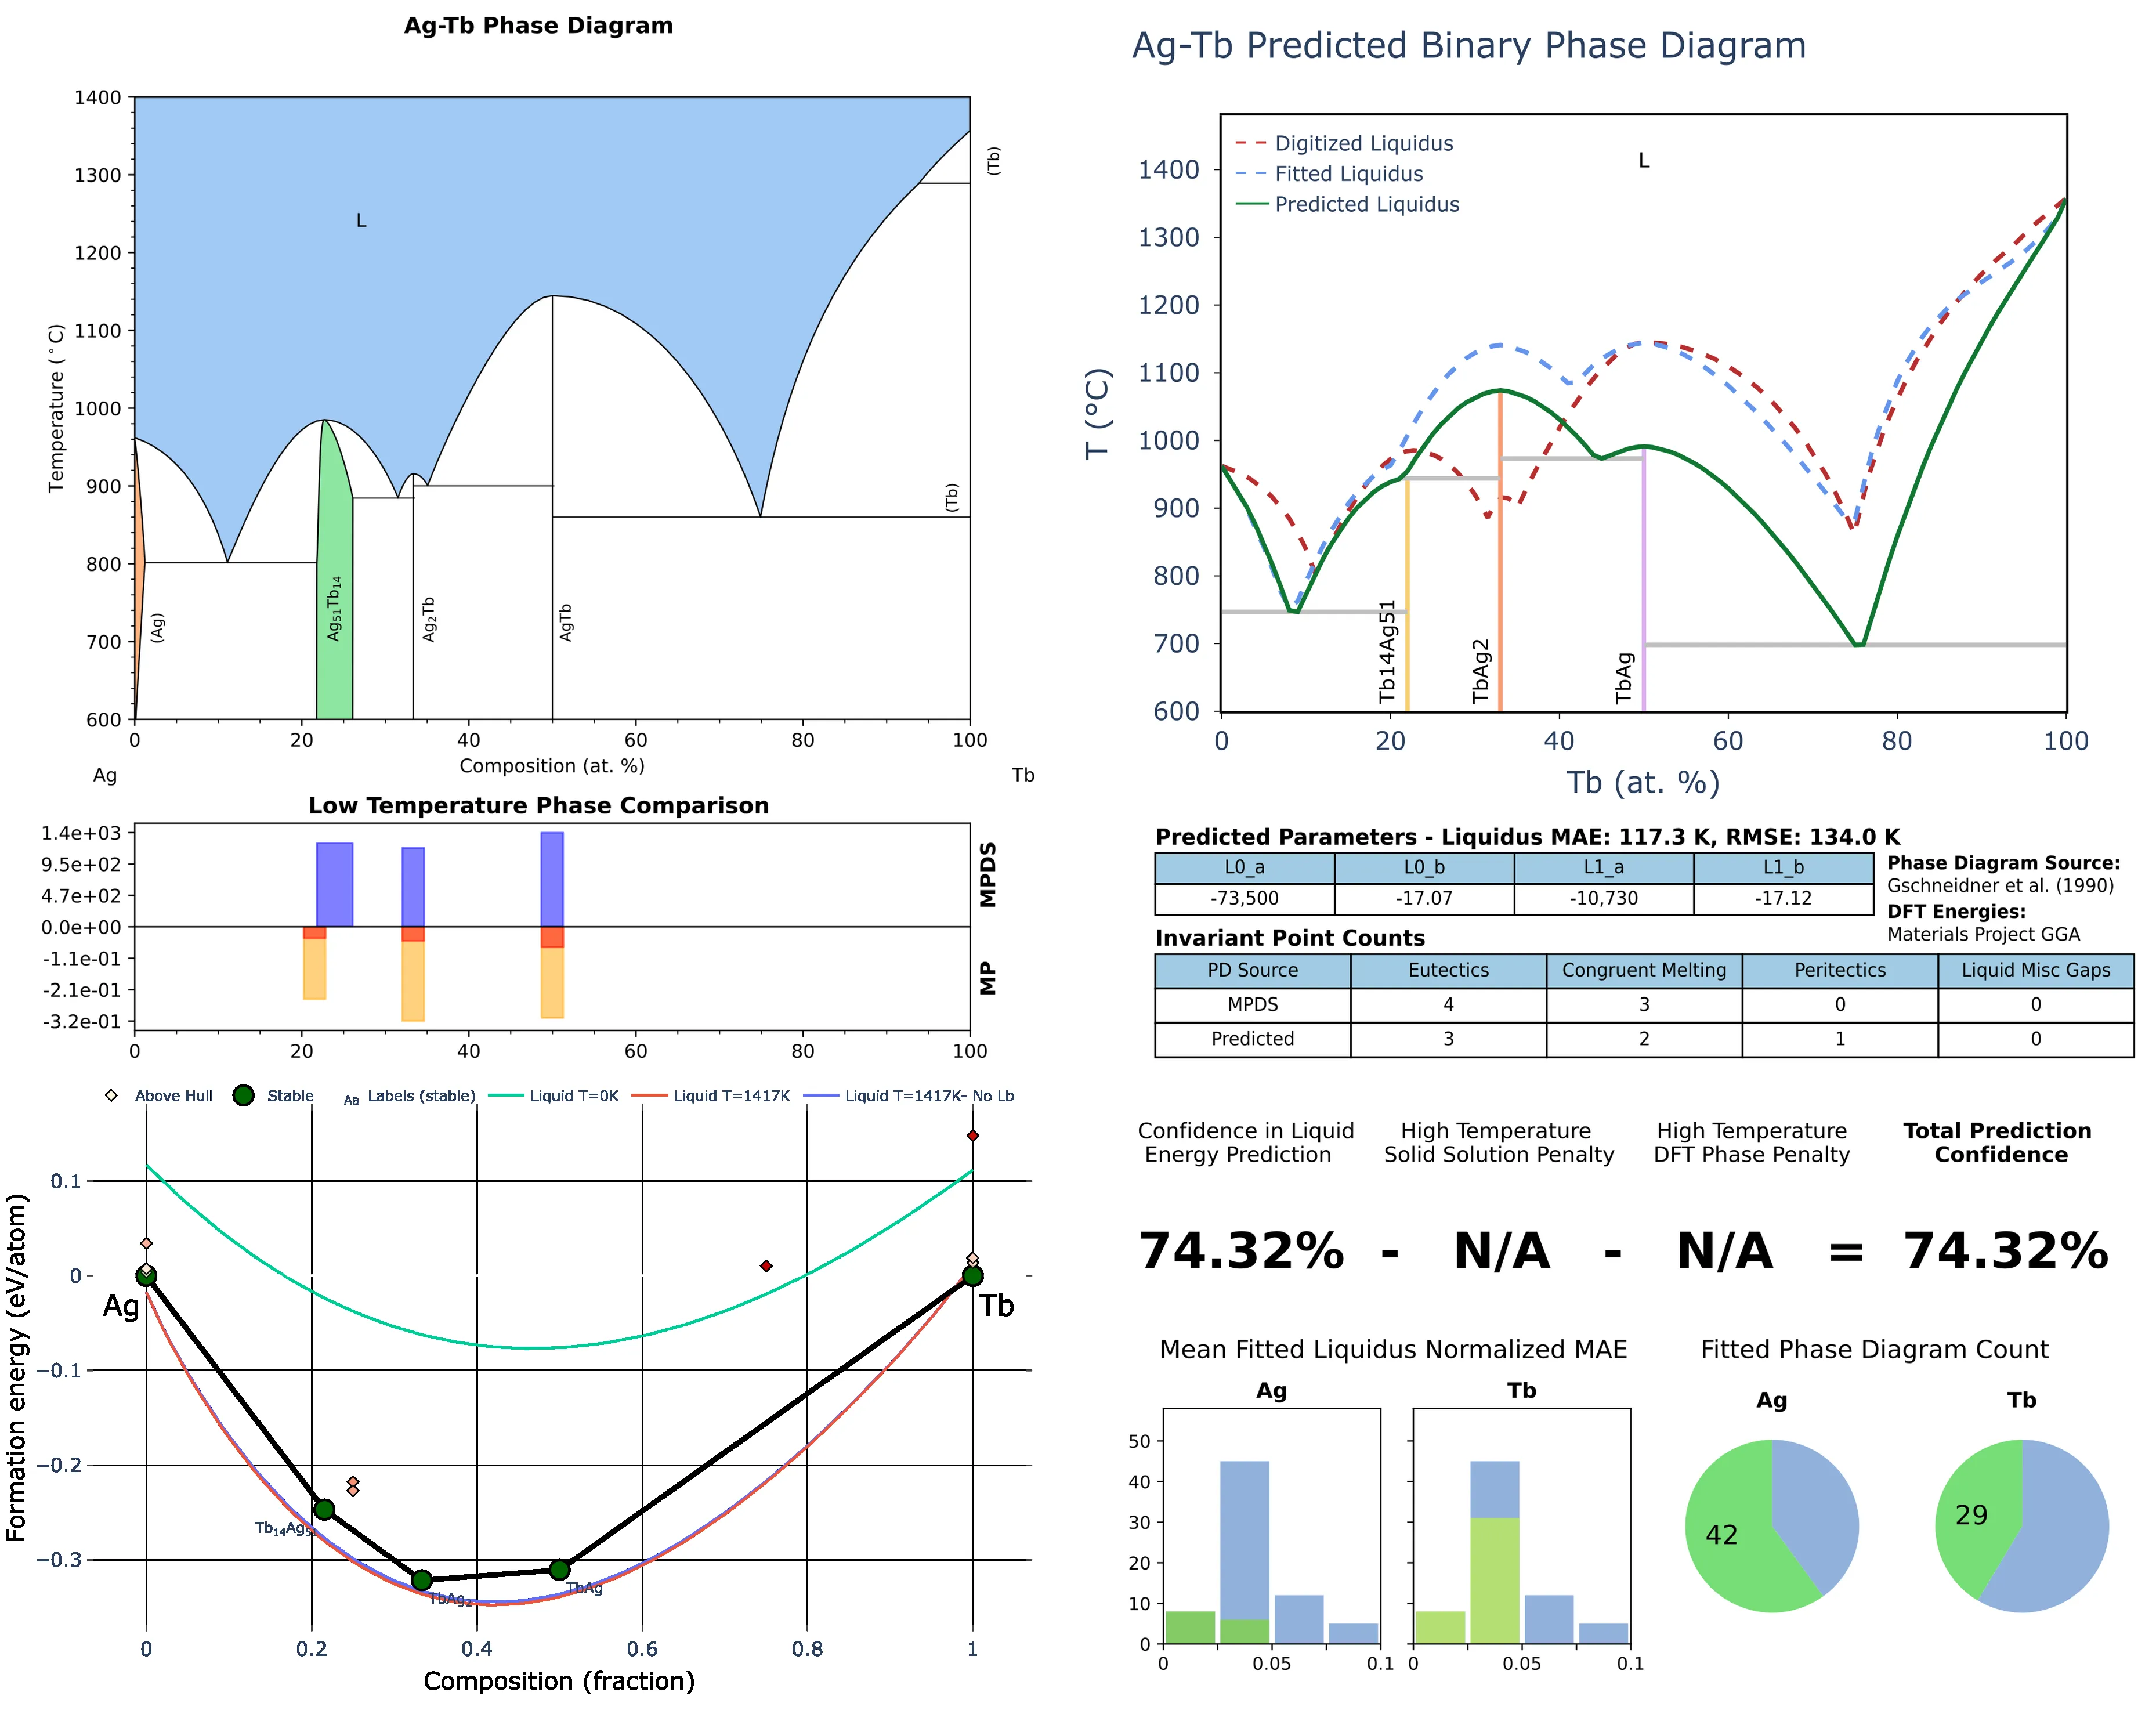 Ag-Tb Phase Diagram
1400
1300
1200
1100
1000
900
800
700
600
Temperature (°C)
L
(Ag)
Ag51Tb14
Ag2Tb
AgTb
(Tb)
(Tb)
0 20 40 60 80 100
Composition (at. %)
Ag Tb
Low Temperature Phase Comparison
1.4e+03
9.5e+02
4.7e+02
0.0e+00
-1.1e-01
-2.1e-01
-3.2e-01
MPDS
MP
0 20 40 60 80 100
Above Hull Stable Aa Labels (stable) Liquid T=0K Liquid T=1417K Liquid T=1417K- No Lb
0.1
0
−0.1
−0.2
−0.3
Formation energy (eV/atom)
Ag
Tb
TbAg2
TbAg
0 0.2 0.4 0.6 0.8 1
Composition (fraction)
Ag-Tb Predicted Binary Phase Diagram
Digitized Liquidus
Fitted Liquidus
Predicted Liquidus
L
1400
1300
1200
1100
1000
900
800
700
600
T (°C)
Tb14Ag51
TbAg2
TbAg
0 20 40 60 80 100
Tb (at. %)
Predicted Parameters - Liquidus MAE: 117.3 K, RMSE: 134.0 K
L0_a L0_b L1_a L1_b
-73,500 -17.07 -10,730 -17.12
Phase Diagram Source:
Gschneidner et al. (1990)
DFT Energies:
Materials Project GGA
Invariant Point Counts
PD Source Eutectics Congruent Melting Peritectics Liquid Misc Gaps
MPDS 4 3 0 0
Predicted 3 2 1 0
Confidence in Liquid Energy Prediction
High Temperature Solid Solution Penalty
High Temperature DFT Phase Penalty
Total Prediction Confidence
74.32% - N/A - N/A = 74.32%
Mean Fitted Liquidus Normalized MAE
Ag Tb
50
40
30
20
10
0
0 0.05 0.1 0 0.05 0.1
Fitted Phase Diagram Count
Ag Tb
42 29